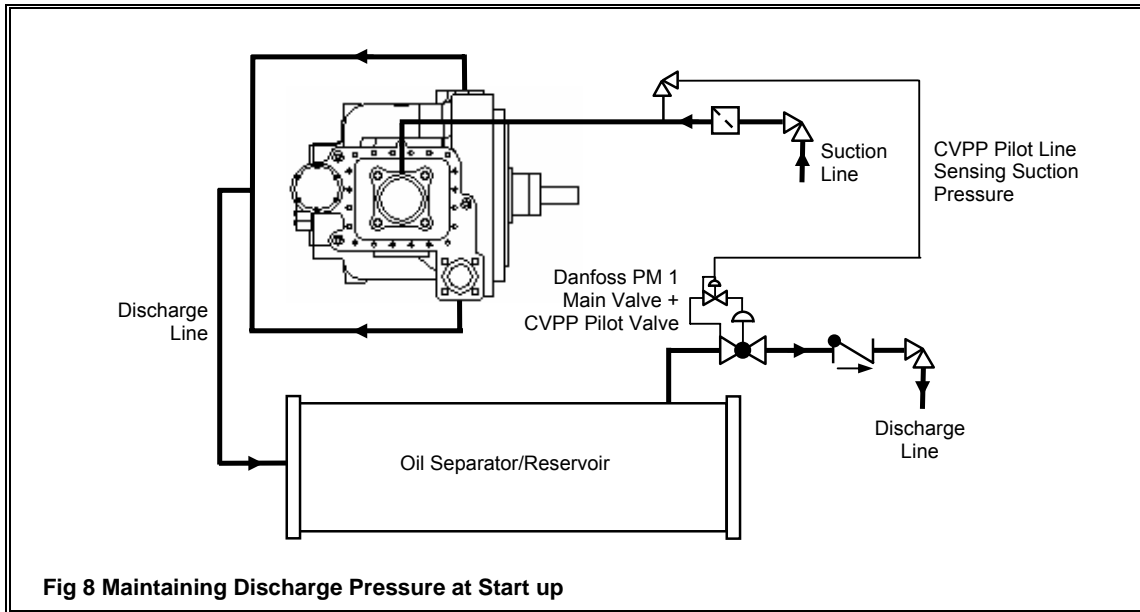 Suction
Line
CVPP Pilot Line
Sensing Suction
Pressure
Danfoss PM 1
Main Valve +
CVPP Pilot Valve
Discharge
Line
Discharge
Line
Oil Separator/Reservoir
Fig 8 Maintaining Discharge Pressure at Start up